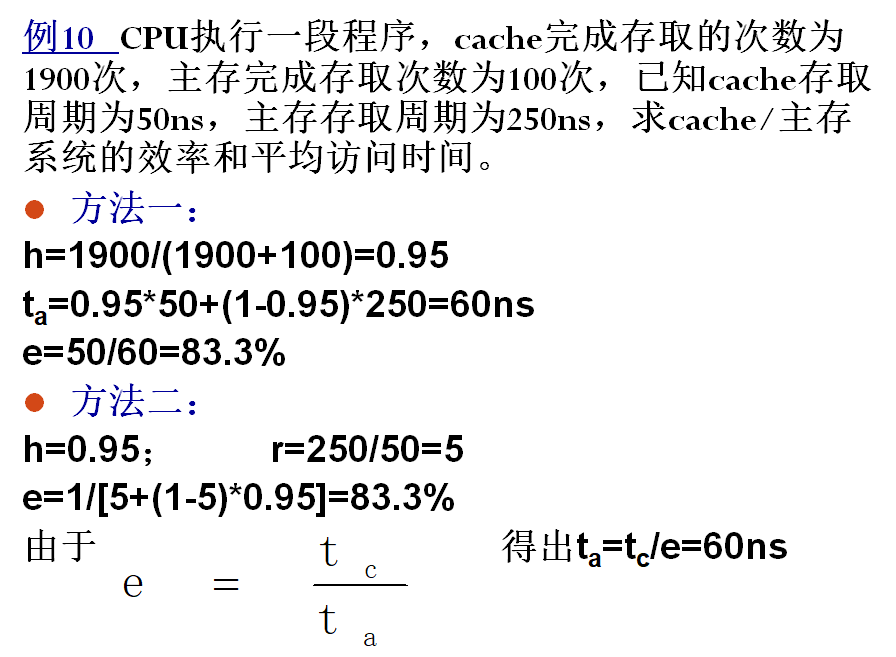 例10 CPU执行一段程序，cache完成存取的次数为
1900次，主存完成存取次数为100次，已知cache存取
周期为50ns，主存存取周期为250ns，求cache/主存
系统的效率和平均访问时间。
● 方法一：
h=1900/(1900+100)=0.95
ta=0.95*50+(1-0.95)*250=60ns
e=50/60=83.3%
● 方法二：
h=0.95； r=250/50=5
e=1/[5+(1-5)*0.95]=83.3%
由于 e = tc/ta 得出ta=tc/e=60ns